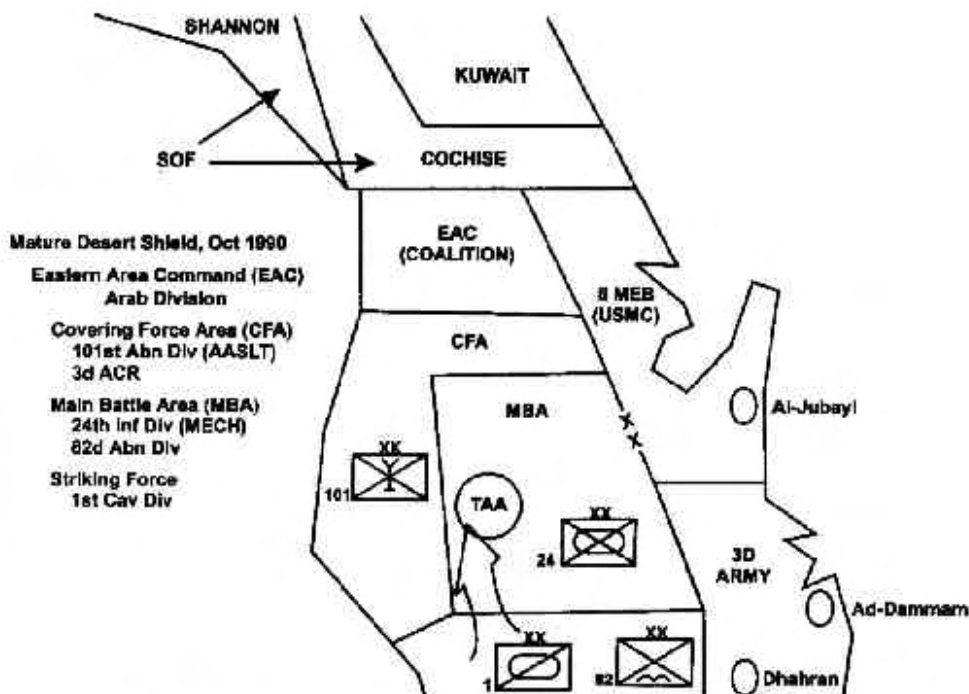 SHANNON
KUWAIT
SOF
COCHISE
Mature Desert Shield, Oct 1990
Eastern Area Command (EAC)
Arab Division
Covering Force Area (CFA)
101st Abn Div (AASLT)
3d ACR
Main Battle Area (MBA)
24th Inf Div (MECH)
82d Abn Div
Striking Force
1st Cav Div
EAC
(COALITION)
8 MEB
(USMC)
CFA
MBA
Al-Jubayl
XX
XX
101
TAA
XX
24
3D
ARMY
Ad-Dammam
XX
1
XX
82
Dhahran